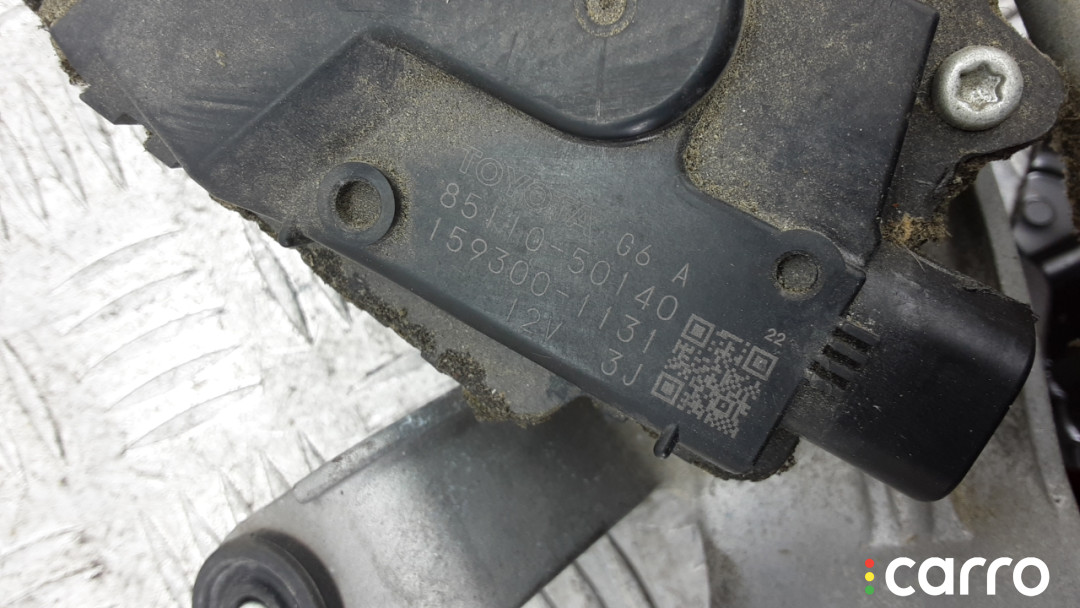 TOYOTA G6 A
85110-50140
159300-1131
12V 3J
22
carro